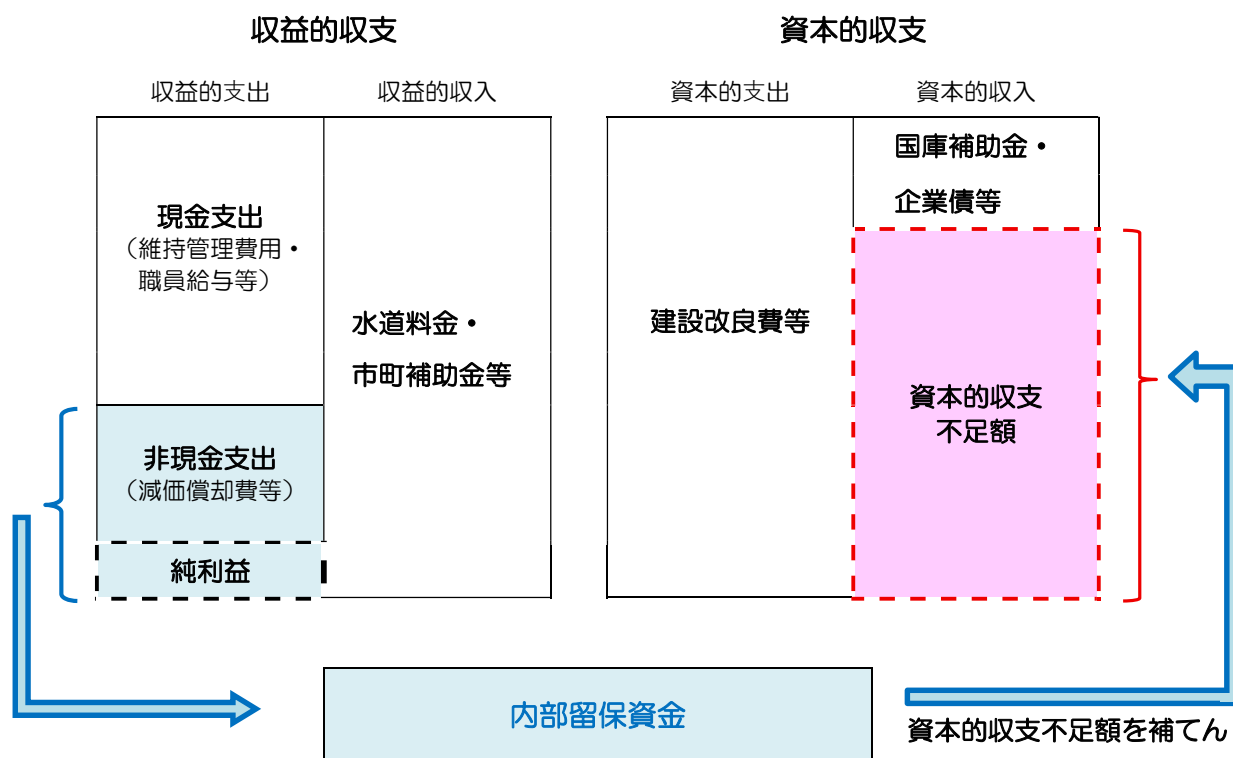 収益的収支
資本的収支
収益的支出
収益的収入
資本的支出
資本的収入
現金支出
（維持管理費用・
職員給与等）
非現金支出
（減価償却費等）
純利益
水道料金・
市町補助金等
建設改良費等
国庫補助金・
企業債等
資本的収支
不足額
内部留保資金
資本的収支不足額を補てん